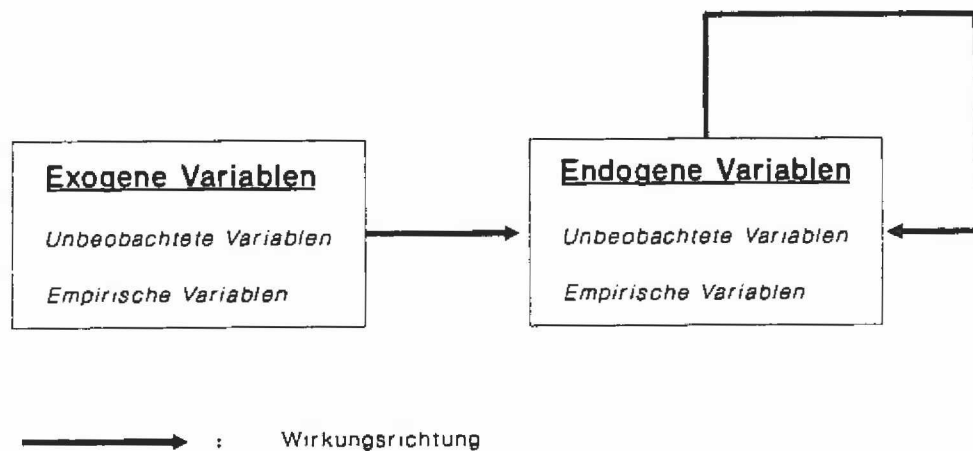 Exogene Variablen
Unbeobachtete Variablen
Empirische Variablen
Endogene Variablen
Unbeobachtete Variablen
Empirische Variablen
: Wirkungsrichtung